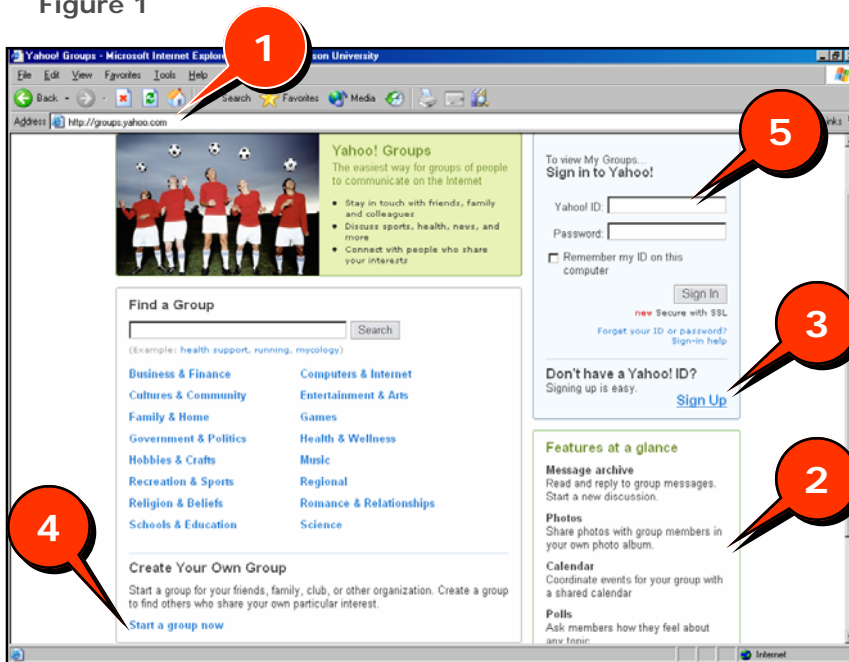 Figure 1
Yahoo! Groups - Microsoft Internet Explore
son University
File Edit View Favorites Tools Help
Back Search Favorites Media
Address http://groups.yahoo.com
1
5
3
2
4
Yahoo! Groups
The easiest way for groups of people
to communicate on the Internet
• Stay in touch with friends, family
and colleagues
• Discuss sports, health, news, and
more
• Connect with people who share
your interests
To view My Groups...
Sign in to Yahoo!
Yahoo! ID:
Password:
Remember my ID on this
computer
Sign In
new Secure with SSL
Forget your ID or password?
Sign-in help
Don't have a Yahoo! ID?
Signing up is easy.
Sign Up
Find a Group
Search
(Example: health support, running, mycology)
Business & Finance Computers & Internet
Cultures & Community Entertainment & Arts
Family & Home Games
Government & Politics Health & Wellness
Hobbies & Crafts Music
Recreation & Sports Regional
Religion & Beliefs Romance & Relationships
Schools & Education Science
Create Your Own Group
Start a group for your friends, family, club, or other organization. Create a group
to find others who share your own particular interest.
Start a group now
Features at a glance
Message archive
Read and reply to group messages.
Start a new discussion.
Photos
Share photos with group members in
your own photo album.
Calendar
Coordinate events for your group with
a shared calendar
Polls
Ask members how they feel about
any topic
Internet